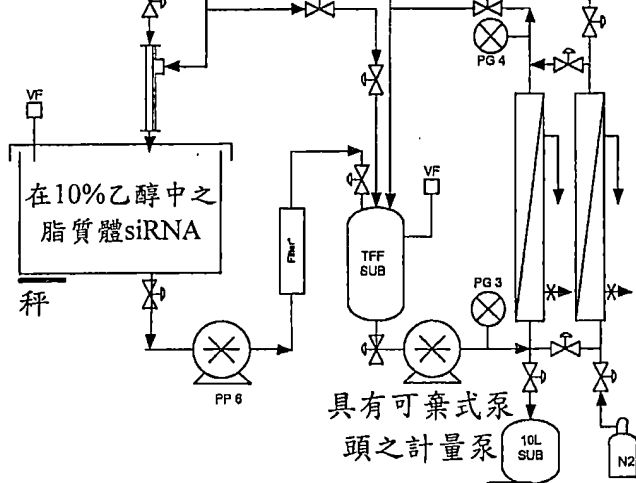 PG 4
VF
在10%乙醇中之
脂質體siRNA
秤
PP 6
Filter
TFF
SUB
VF
PG 3
具有可棄式泵
頭之計量泵
10L
SUB
N2